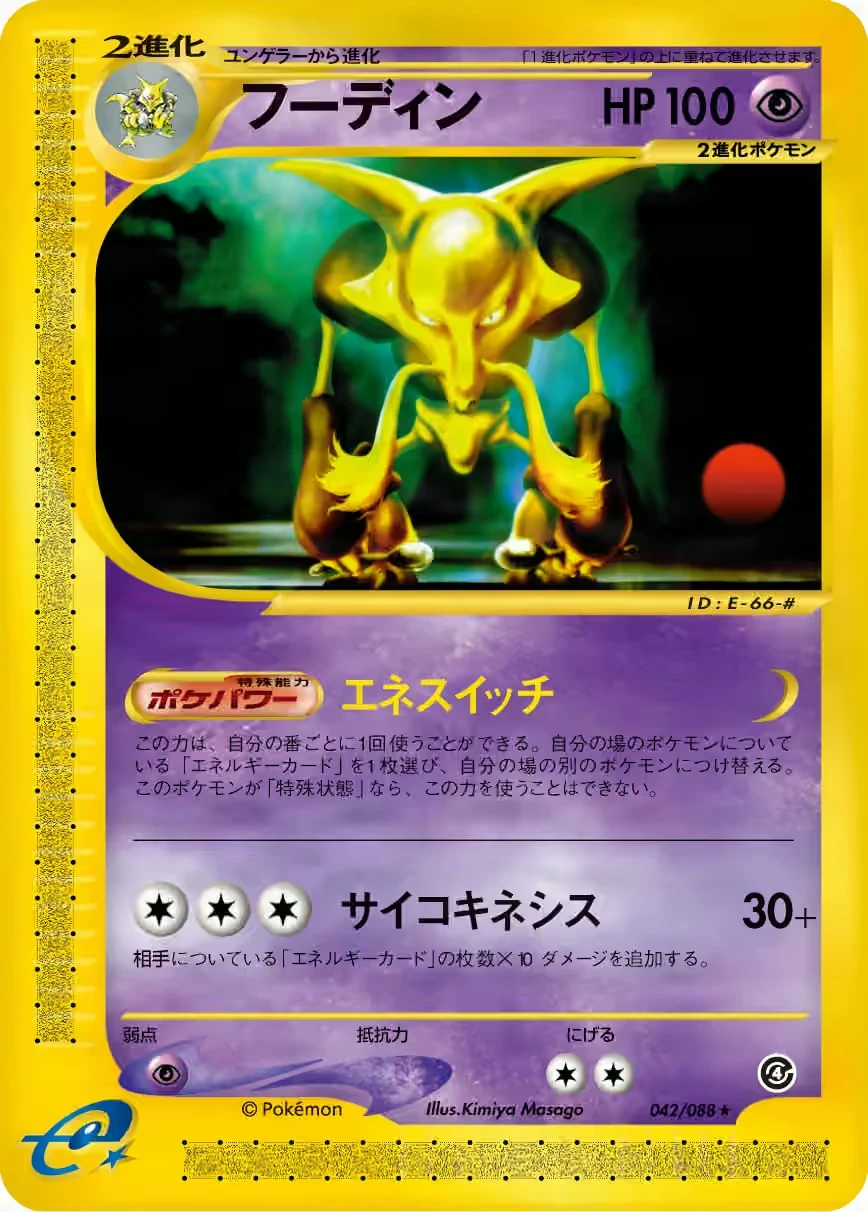 2進化
ユンゲラーから進化
「1進化ポケモン」の上に重ねて進化させます。
フーディン
HP 100
2進化ポケモン
ID:E-66-#
特殊能力
ポケパワー
エネスイッチ
この力は、自分の番ごとに1回使うことができる。自分の場のポケモンについて
いる「エネルギーカード」を1枚選び、自分の場の別のポケモンにつけ替える。
このポケモンが「特殊状態」なら、この力を使うことはできない。
サイコキネシス
30+
相手についている「エネルギーカード」の枚数×10 ダメージを追加する。
弱点
抵抗力
にげる
4
© Pokémon
Illus.Kimiya Masago
042/088★
e